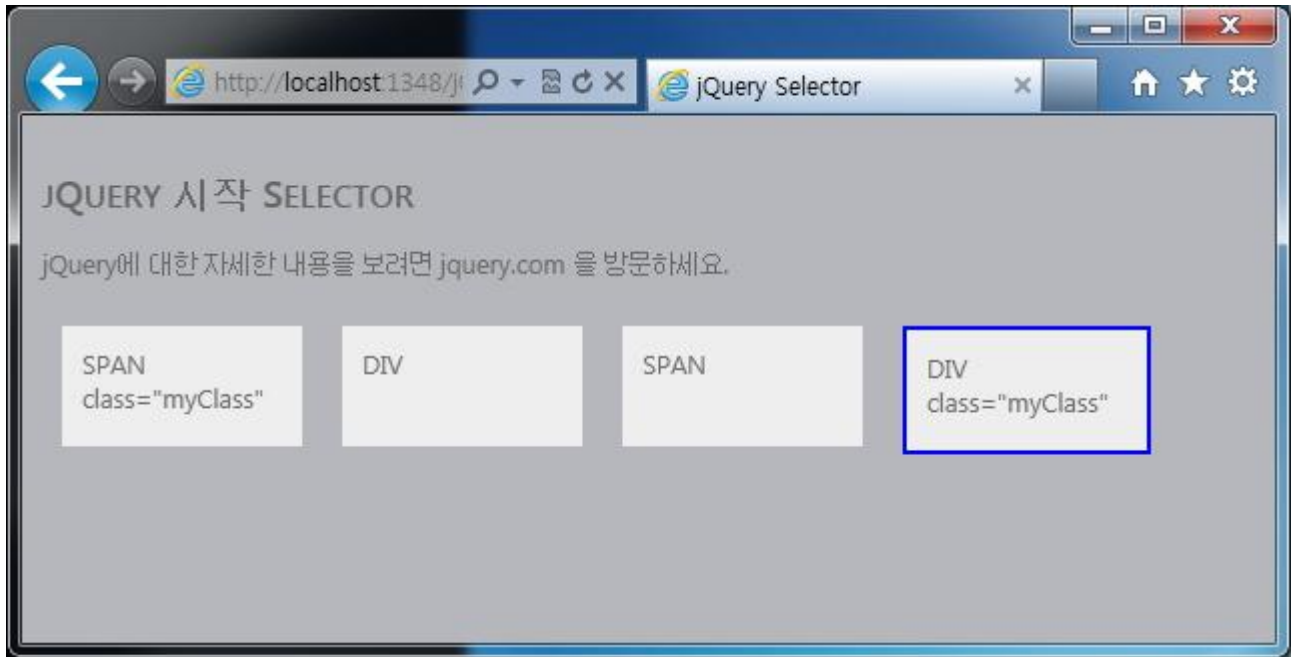 http://localhost:1348/j
jQuery Selector
JQUERY 시작 SELECTOR
jQuery에 대한 자세한 내용을 보려면 jquery.com 을 방문하세요.
SPAN
class="myClass"
DIV
SPAN
DIV
class="myClass"